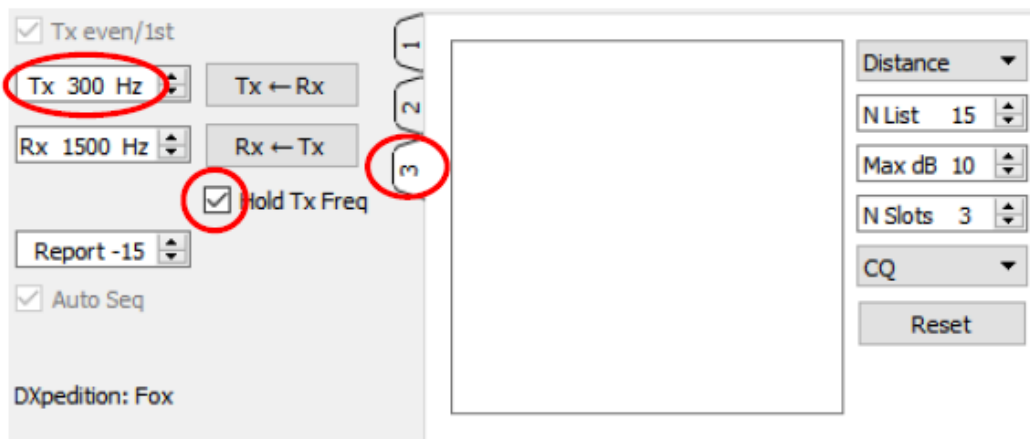 Tx even/1st
Tx 300 Hz
Tx ← Rx
Rx 1500 Hz
Rx ← Tx
Hold Tx Freq
Report -15
Auto Seq
DXpedition: Fox
1
2
3
Distance
N List 15
Max dB 10
N Slots 3
CQ
Reset